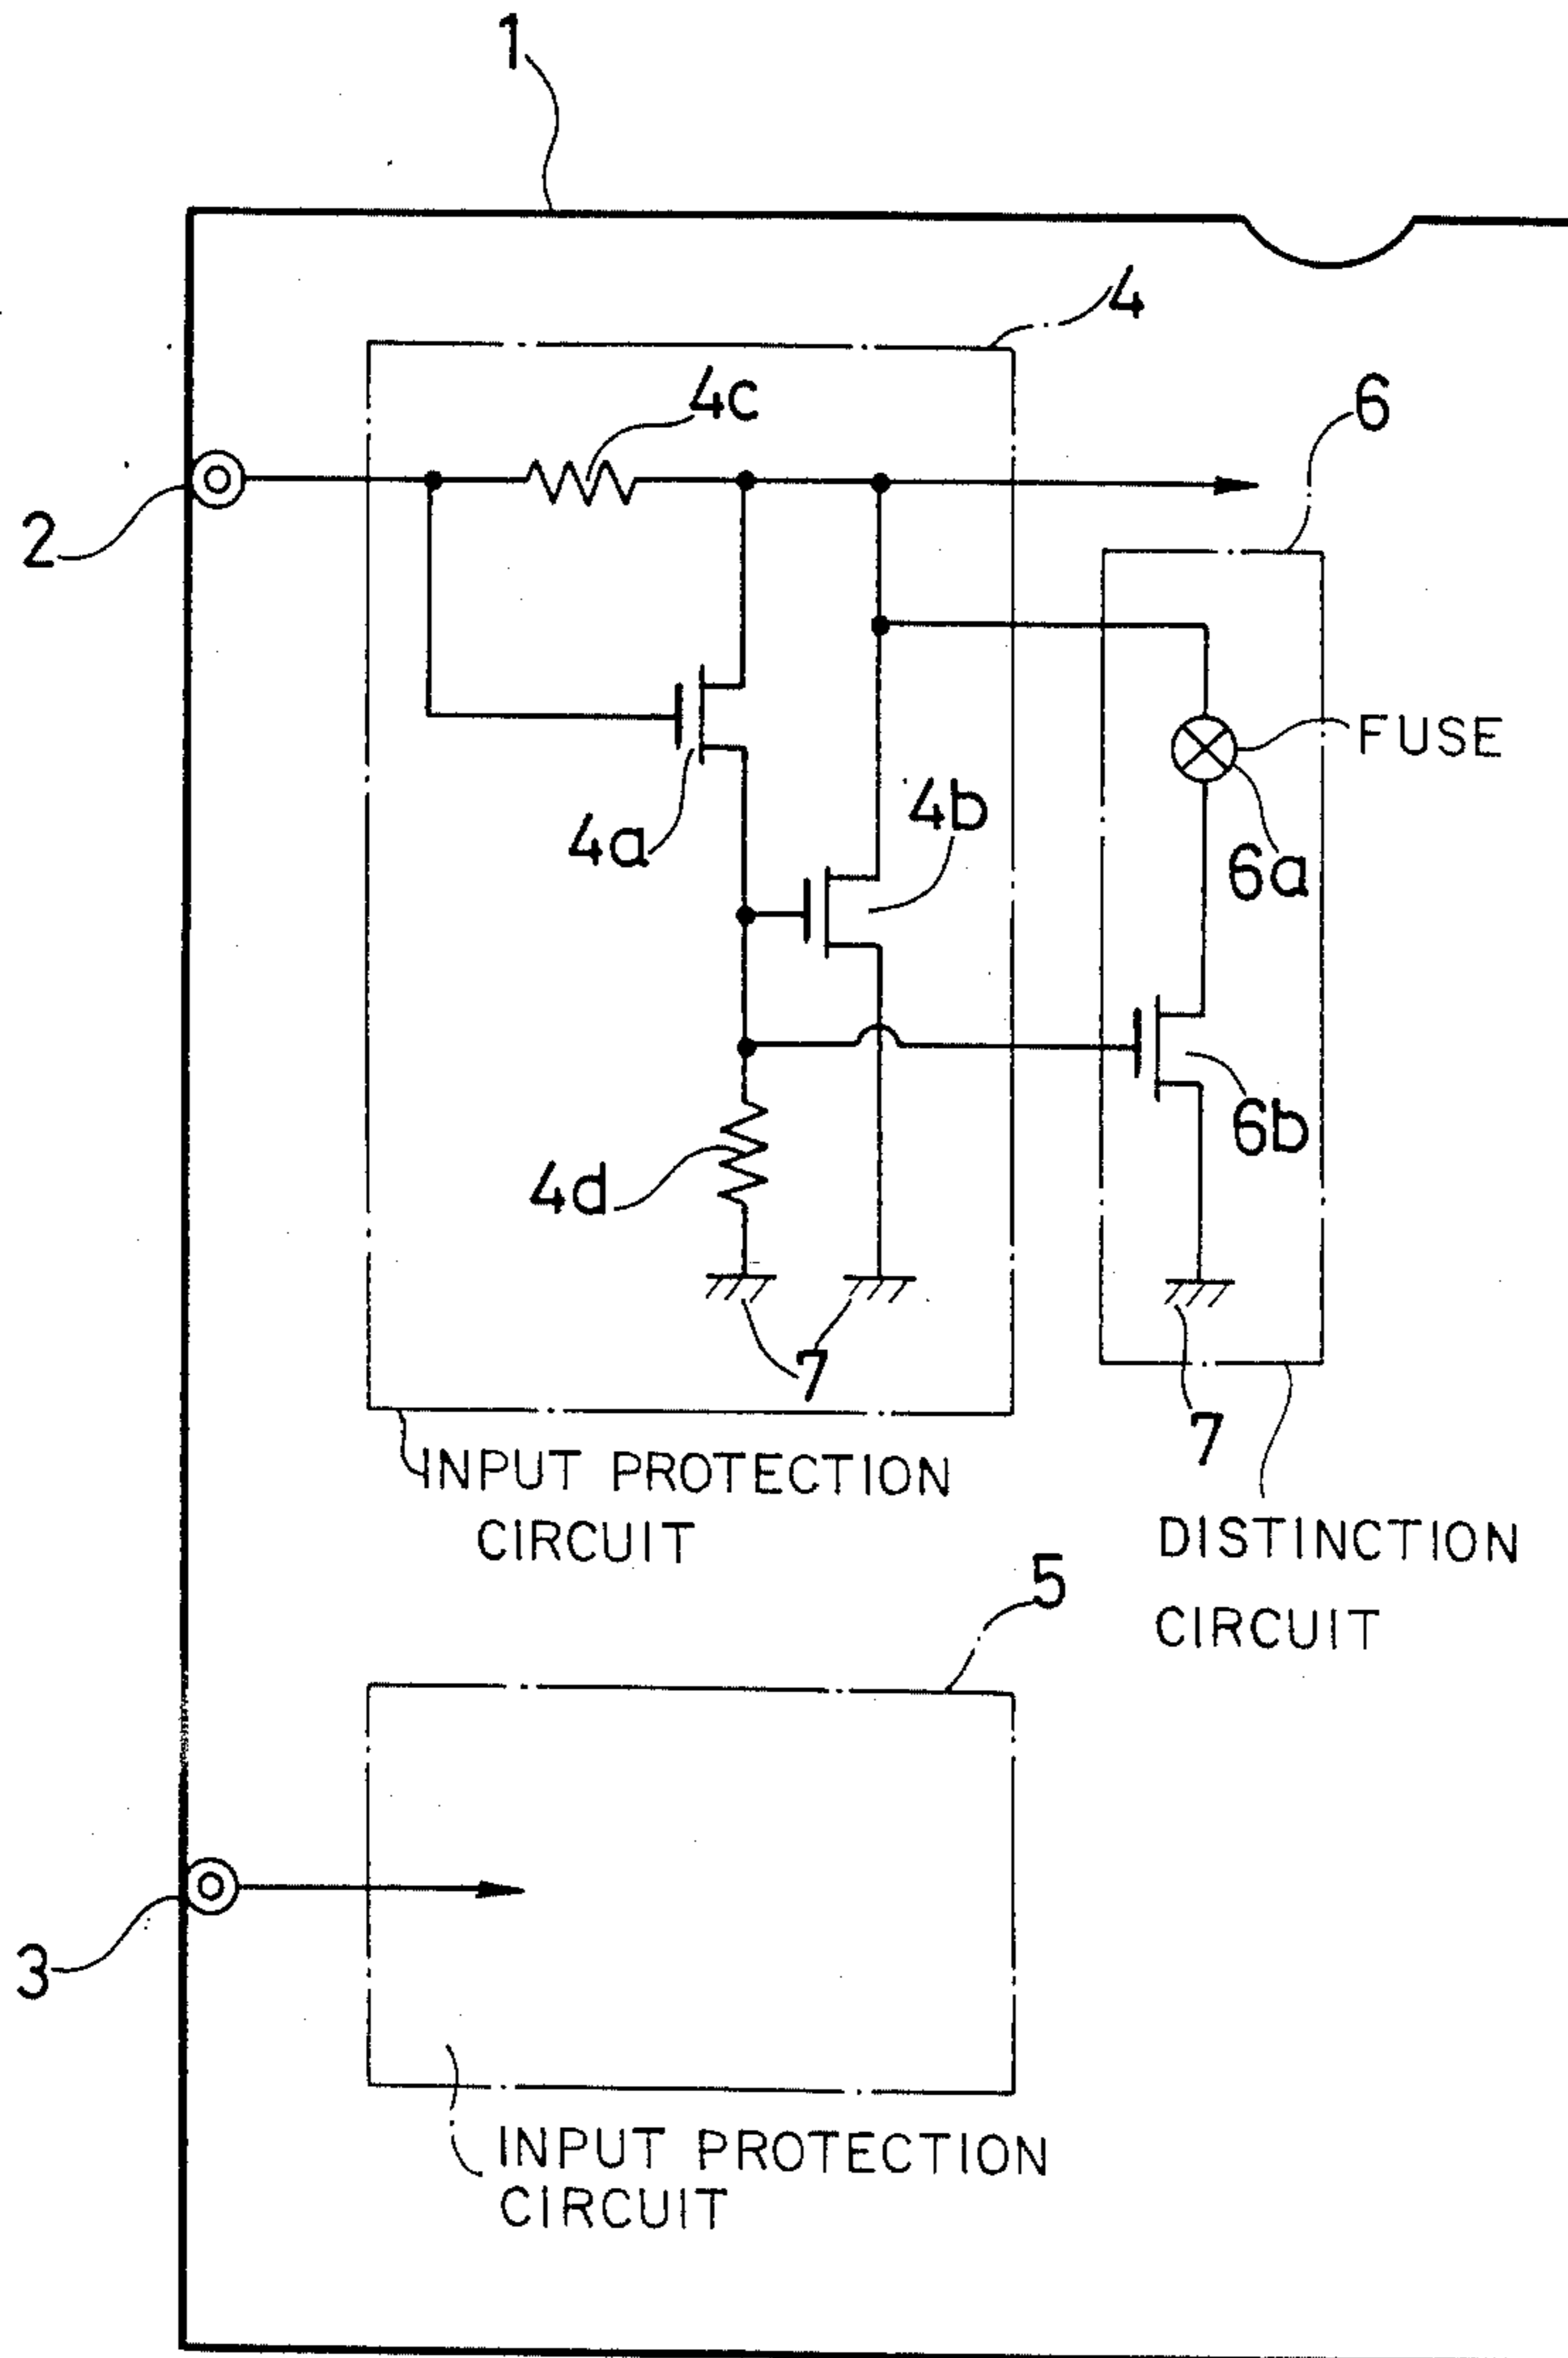 1
4
4c
6
2
FUSE
4a
4b
6a
6b
4d
7
7
INPUT PROTECTION
CIRCUIT
DISTINCTION
CIRCUIT
5
3
INPUT PROTECTION
CIRCUIT